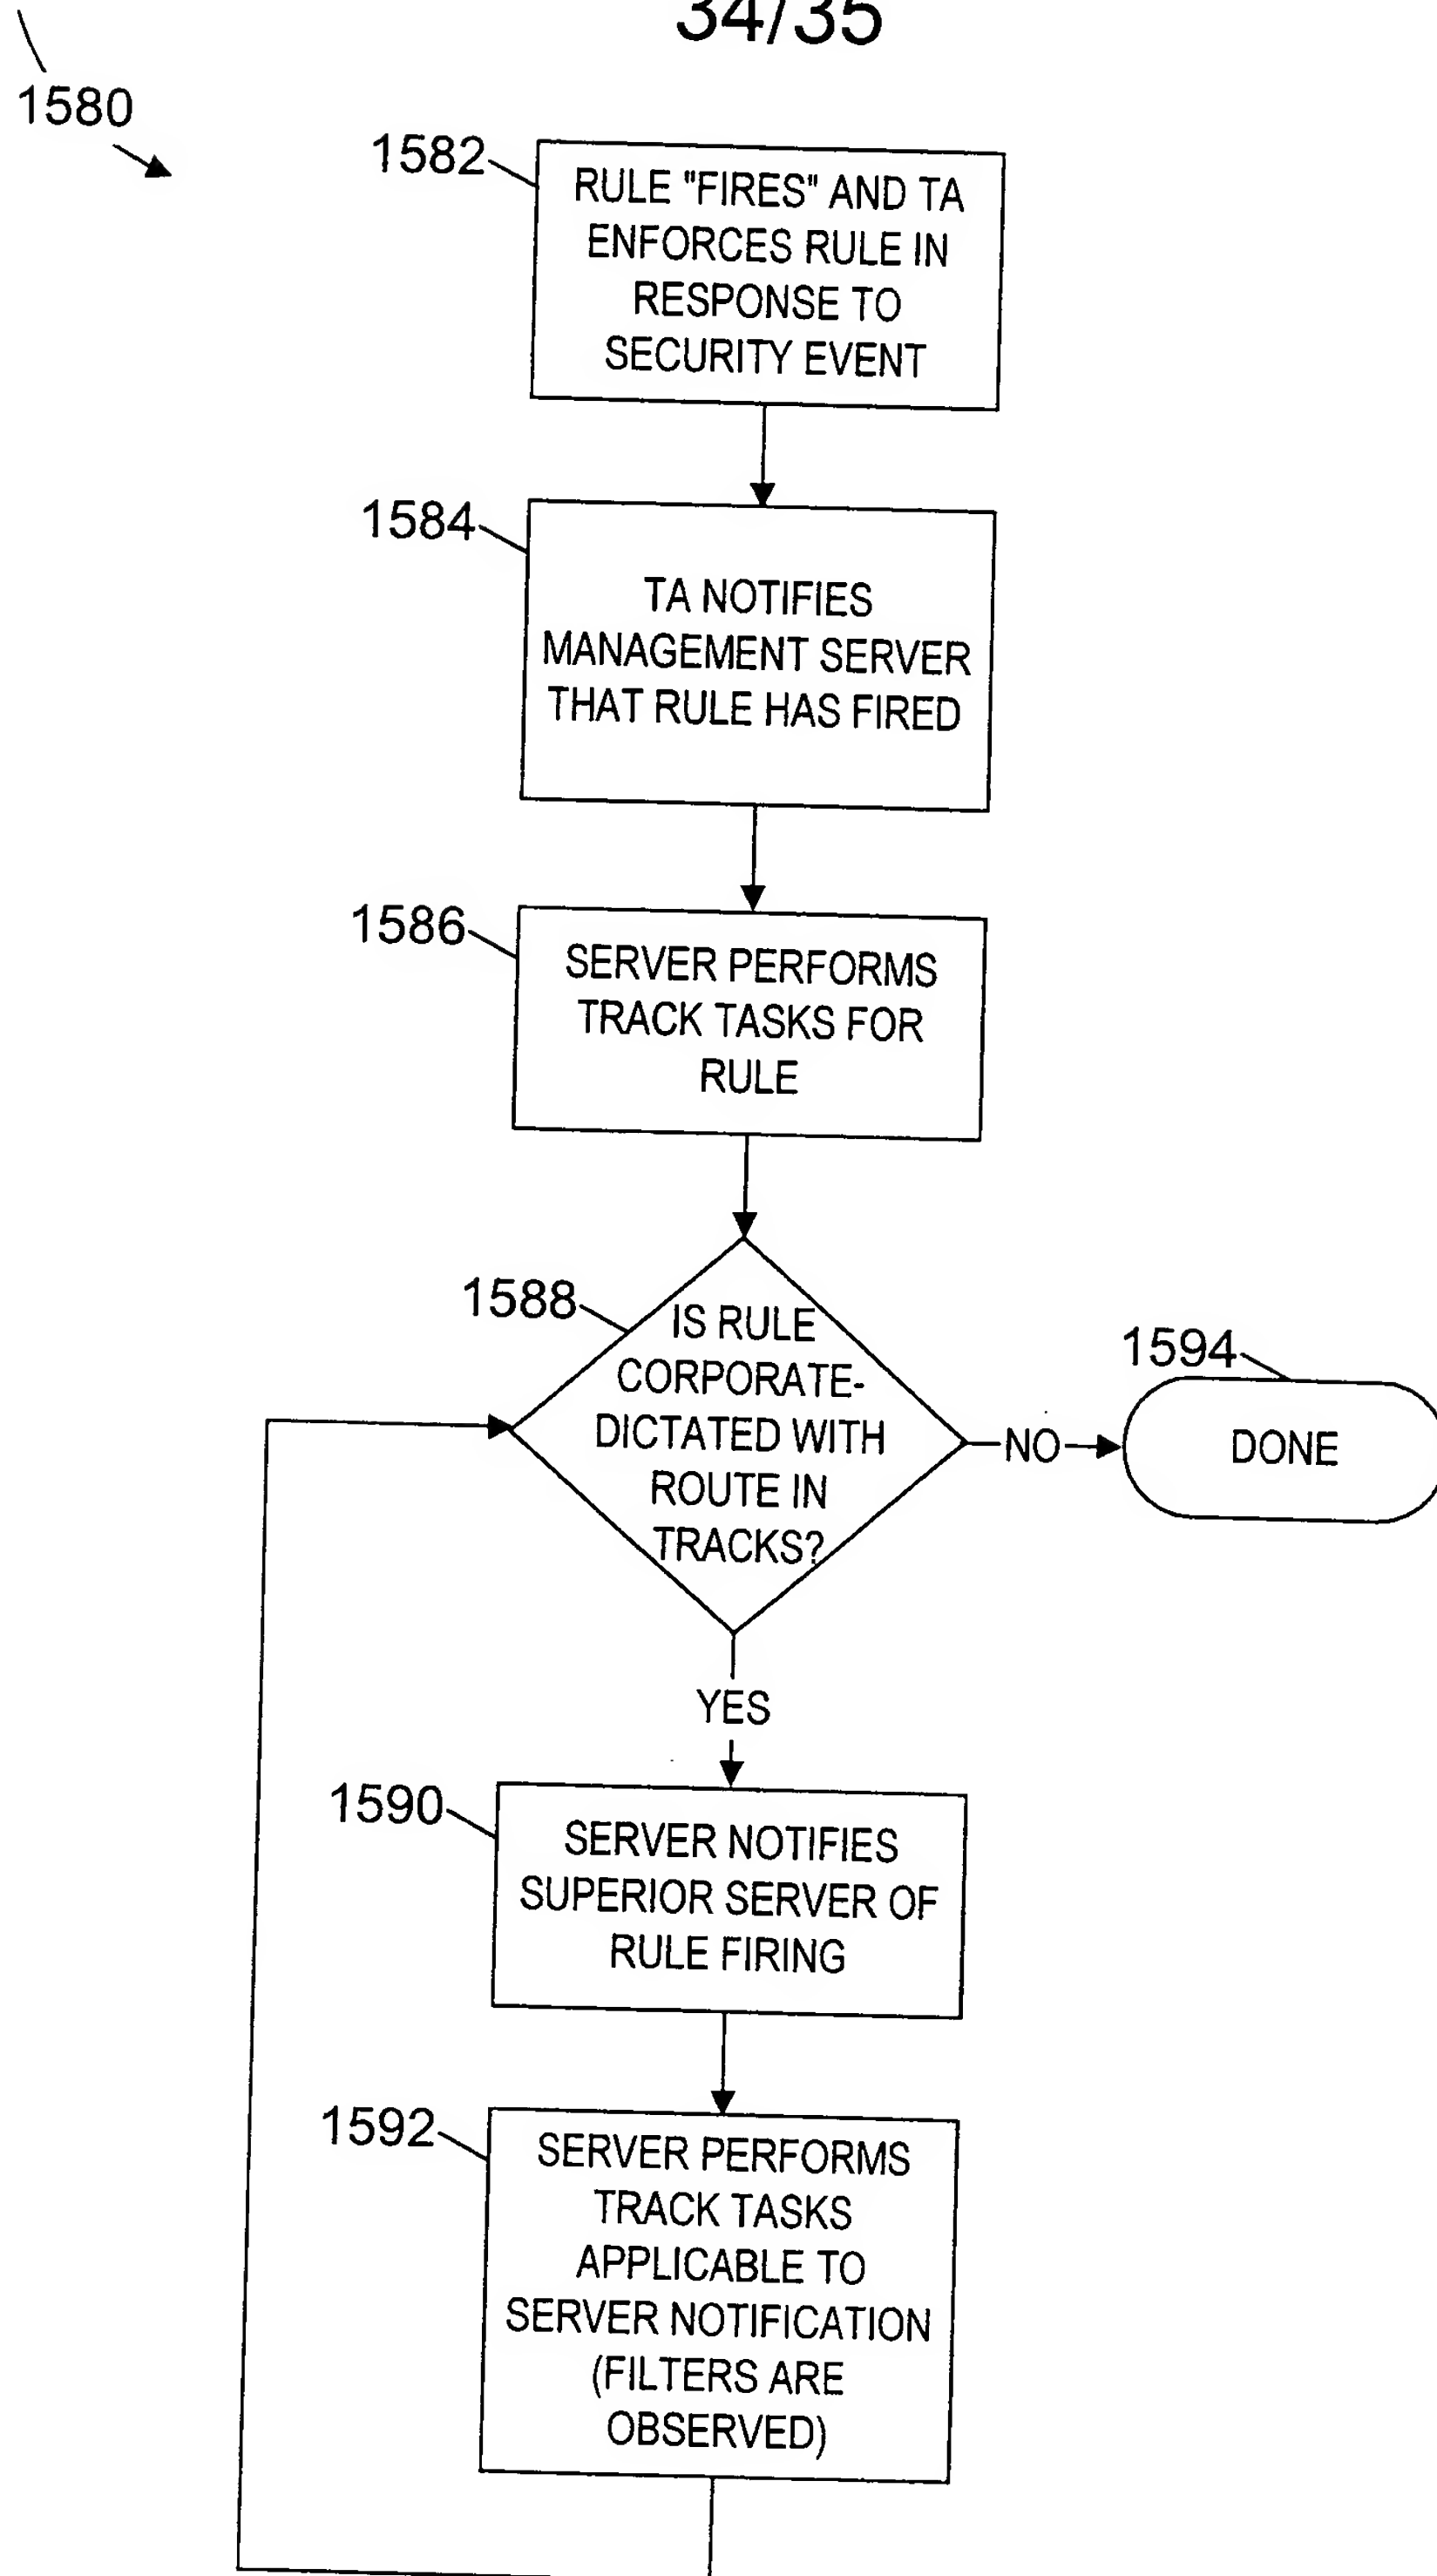 34/35
1580
1582
RULE "FIRES" AND TA
ENFORCES RULE IN
RESPONSE TO
SECURITY EVENT
1584
TA NOTIFIES
MANAGEMENT SERVER
THAT RULE HAS FIRED
1586
SERVER PERFORMS
TRACK TASKS FOR
RULE
1588
IS RULE
CORPORATE-
DICTATED WITH
ROUTE IN
TRACKS?
NO
1594
DONE
YES
1590
SERVER NOTIFIES
SUPERIOR SERVER OF
RULE FIRING
1592
SERVER PERFORMS
TRACK TASKS
APPLICABLE TO
SERVER NOTIFICATION
(FILTERS ARE
OBSERVED)